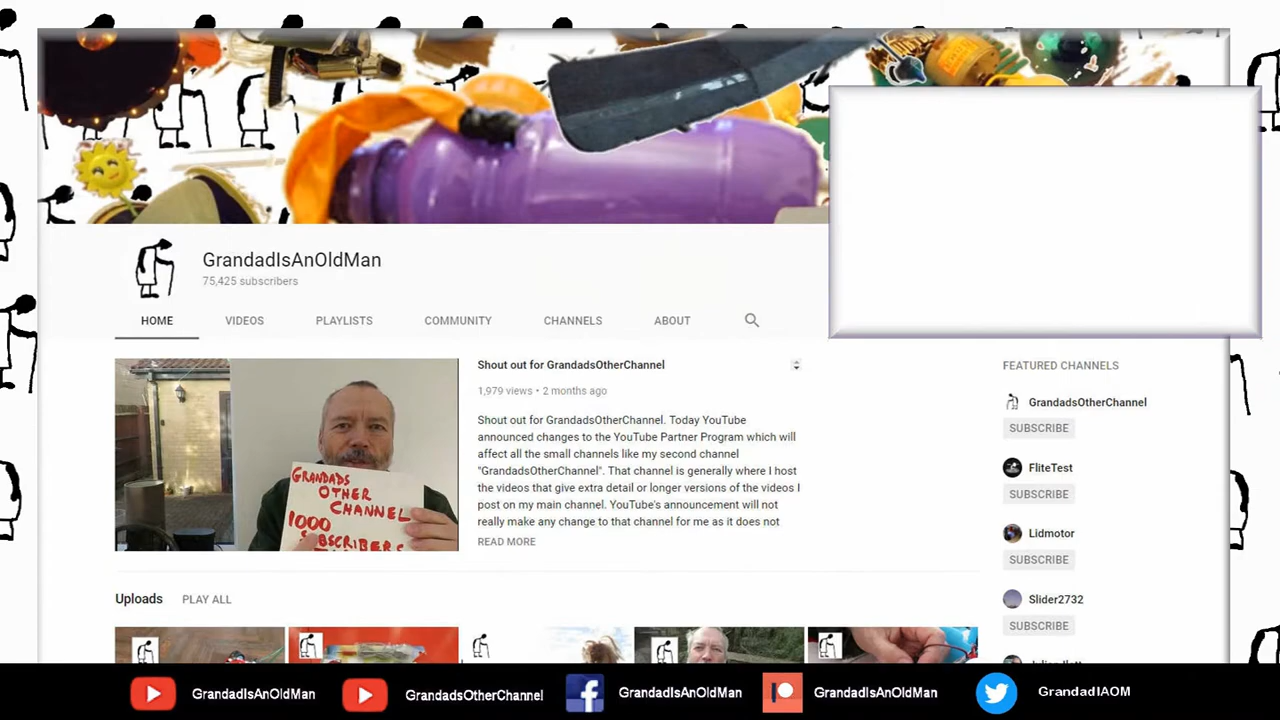 GrandadIsAnOldMan
75,425 subscribers
HOME VIDEOS PLAYLISTS COMMUNITY CHANNELS ABOUT
GRANDADS
OTHER
CHANNEL
1000
SUBSCRIBERS
Shout out for GrandadsOtherChannel
1,979 views • 2 months ago
Shout out for GrandadsOtherChannel. Today YouTube
announced changes to the YouTube Partner Program which will
affect all the small channels like my second channel
"GrandadsOtherChannel". That channel is generally where I host
the videos that give extra detail or longer versions of the videos I
post on my main channel. YouTube's announcement will not
really make any change to that channel for me as it does not
READ MORE
FEATURED CHANNELS
GrandadsOtherChannel
SUBSCRIBE
FliteTest
SUBSCRIBE
Lidmotor
SUBSCRIBE
Slider2732
SUBSCRIBE
Uploads PLAY ALL
GrandadIsAnOldMan GrandadsOtherChannel GrandadIsAnOldMan GrandadIsAnOldMan GrandadIAOM